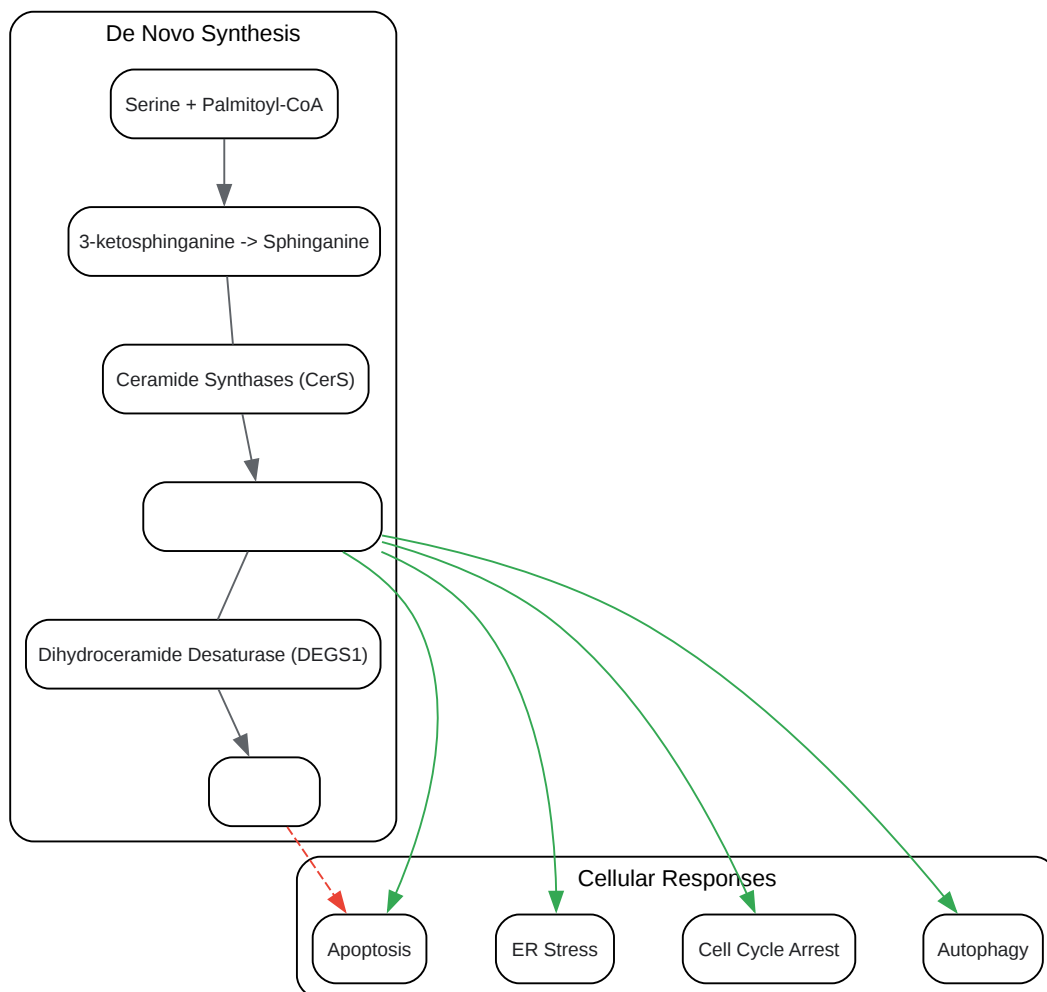 De Novo Synthesis
Serine + Palmitoyl-CoA
3-ketosphinganine -> Sphinganine
Ceramide Synthases (CerS)
Dihydroceramide Desaturase (DEGS1)
Cellular Responses
Apoptosis
ER Stress
Cell Cycle Arrest
Autophagy